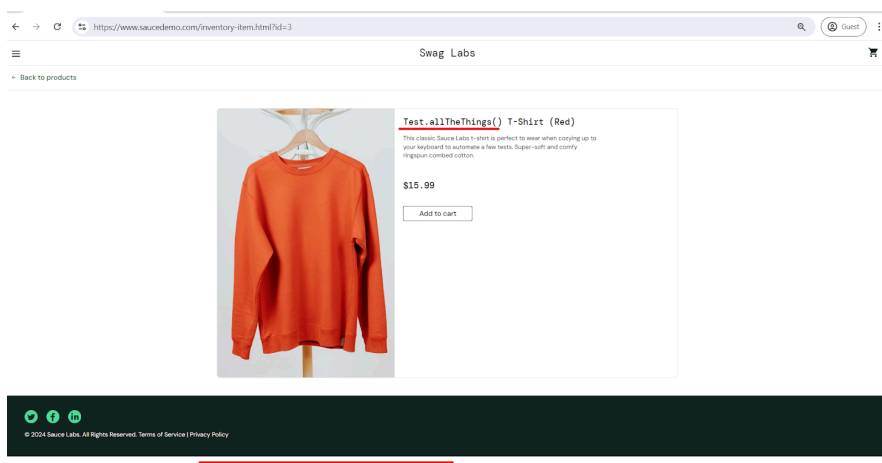 https://www.saucedemo.com/inventory-item.html?id=3
Guest
Swag Labs
← Back to products
Test.allTheThings() T-Shirt (Red)
This classic Sauce Labs t-shirt is perfect to wear when cozying up to
your keyboard to automate a few tests. Super-soft and comfy
ringspun combed cotton.
$15.99
Add to cart
© 2024 Sauce Labs. All Rights Reserved. Terms of Service | Privacy Policy